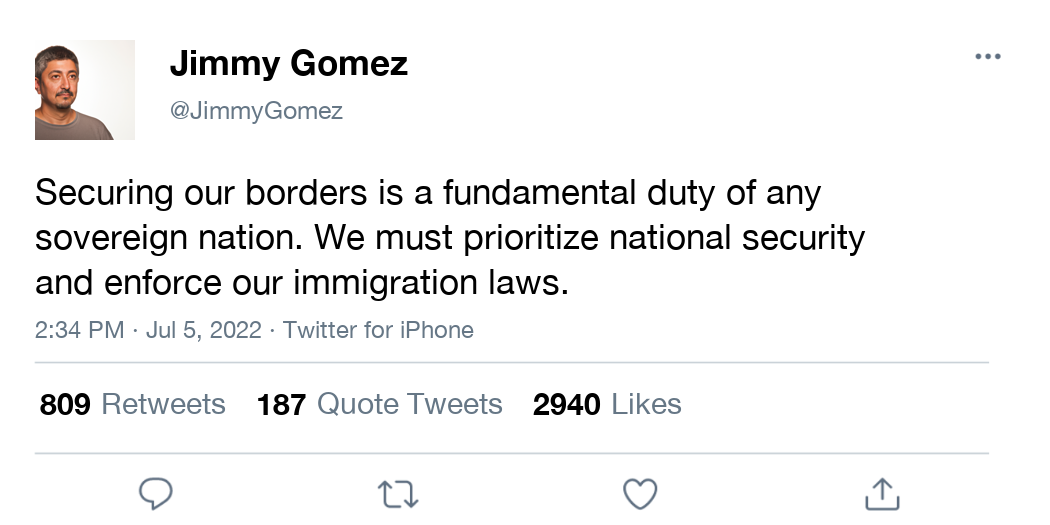 Jimmy Gomez
@JimmyGomez
Securing our borders is a fundamental duty of any
sovereign nation. We must prioritize national security
and enforce our immigration laws.
2:34 PM · Jul 5, 2022 · Twitter for iPhone
809 Retweets 187 Quote Tweets 2940 Likes